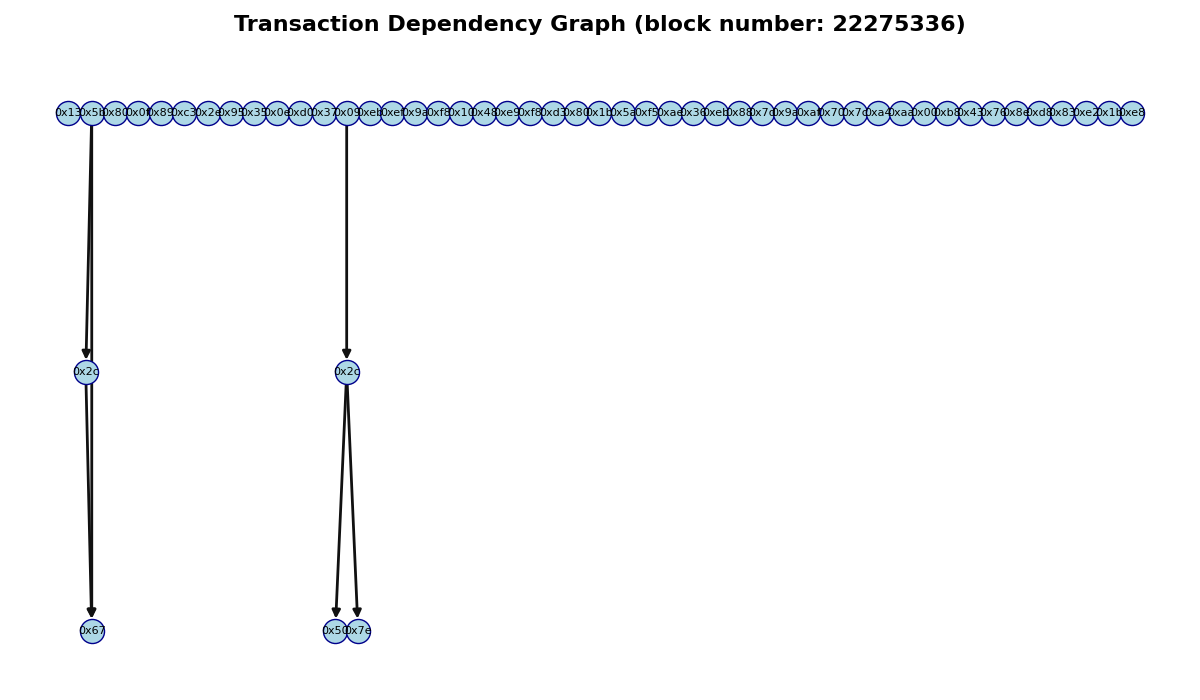 Transaction Dependency Graph (block number: 22275336)
0x13 0x5b 0x80 0x0f 0x89 0xc3 0x2e 0x95 0x35 0x0e 0xd0 0x37 0x09 0xeb 0xef 0x9a 0xf8 0x10 0x48 0xe9 0xf8 0xd3 0x80 0x1b 0x5a 0xf5 0xae 0x36 0xeb 0x88 0x7d 0x9a 0xaf 0x70 0x7c 0xa4 0xaa 0x00 0xb8 0x43 0x76 0x8e 0xd8 0x83 0xe2 0x1b 0xe8
0x2c 0x2c
0x67 0x50 0x7e